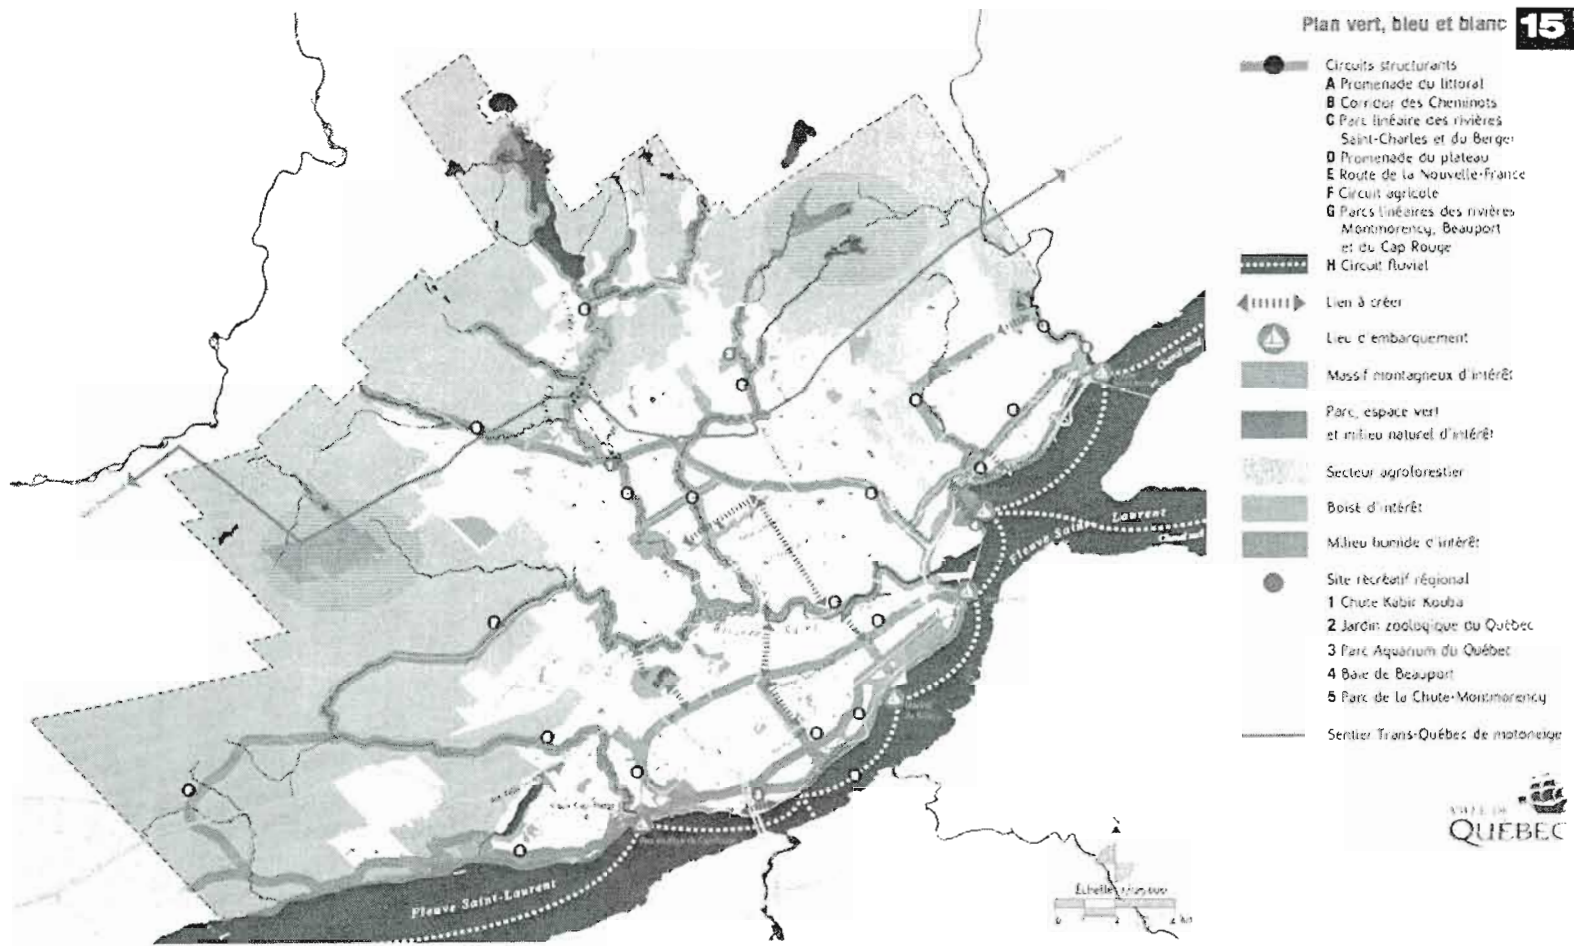 Plan vert, bleu et blanc 15
Circuits structurants
A Promenade du littoral
B Corridor des Cheminots
C Parc linéaire des rivières
Saint-Charles et du Berger
D Promenade du plateau
E Route de la Nouvelle-France
F Circuit agricole
G Parcs linéaires des rivières
Montmorency, Beauport
et du Cap Rouge
H Circuit fluvial
Lien à créer
Lieu d'embarquement
Massif montagneux d'intérêt
Parc, espace vert
et milieu naturel d'intérêt
Secteur agroforestier
Boisé d'intérêt
Milieu humide d'intérêt
Site récréatif régional
1 Chute Kabir Kouba
2 Jardin zoologique du Québec
3 Parc Aquarium du Québec
4 Baie de Beauport
5 Parc de la Chute-Montmorency
Sentier Trans-Québec de motoneige
VILLE DE
QUÉBEC
Fleuve Saint-Laurent
Fleuve Saint-Laurent
Rivière Saint
Échelle